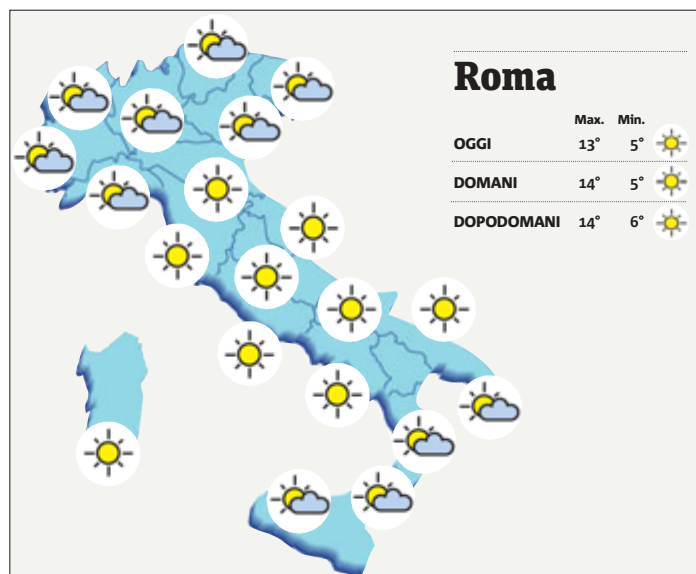 Roma
Max. Min.
OGGI 13° 5°
DOMANI 14° 5°
DOPODOMANI 14° 6°